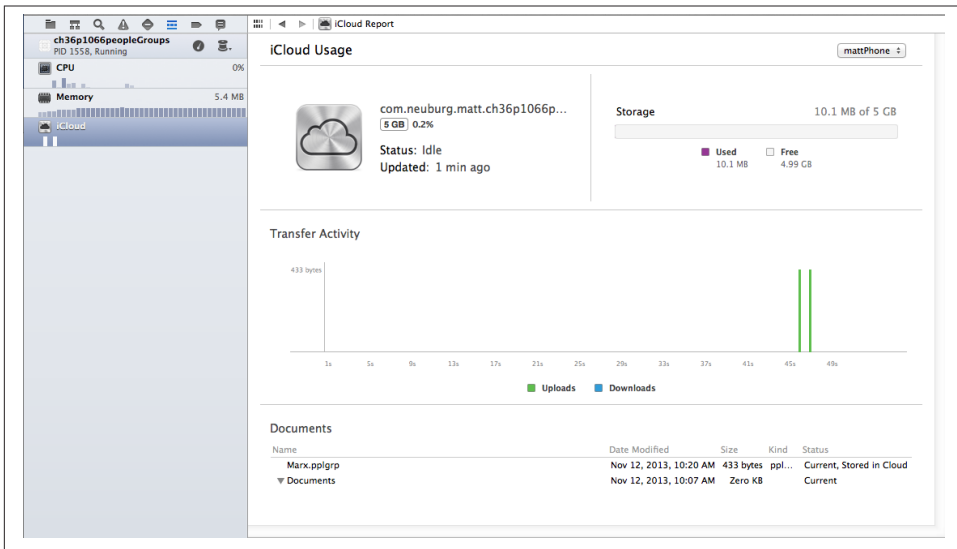 iCloud Report
ch36p1066peopleGroups
PID 1558, Running
CPU 0%
Memory 5.4 MB
iCloud
iCloud Usage
mattPhone
com.neuburg.matt.ch36p1066p...
5 GB 0.2%
Status: Idle
Updated: 1 min ago
Storage 10.1 MB of 5 GB
Used Free
10.1 MB 4.99 GB
Transfer Activity
433 bytes
1s 5s 9s 13s 17s 21s 25s 29s 33s 37s 41s 45s 49s
Uploads Downloads
Documents
Name Date Modified Size Kind Status
Marx.pplgrp Nov 12, 2013, 10:20 AM 433 bytes ppl... Current, Stored in Cloud
Documents Nov 12, 2013, 10:07 AM Zero KB Current